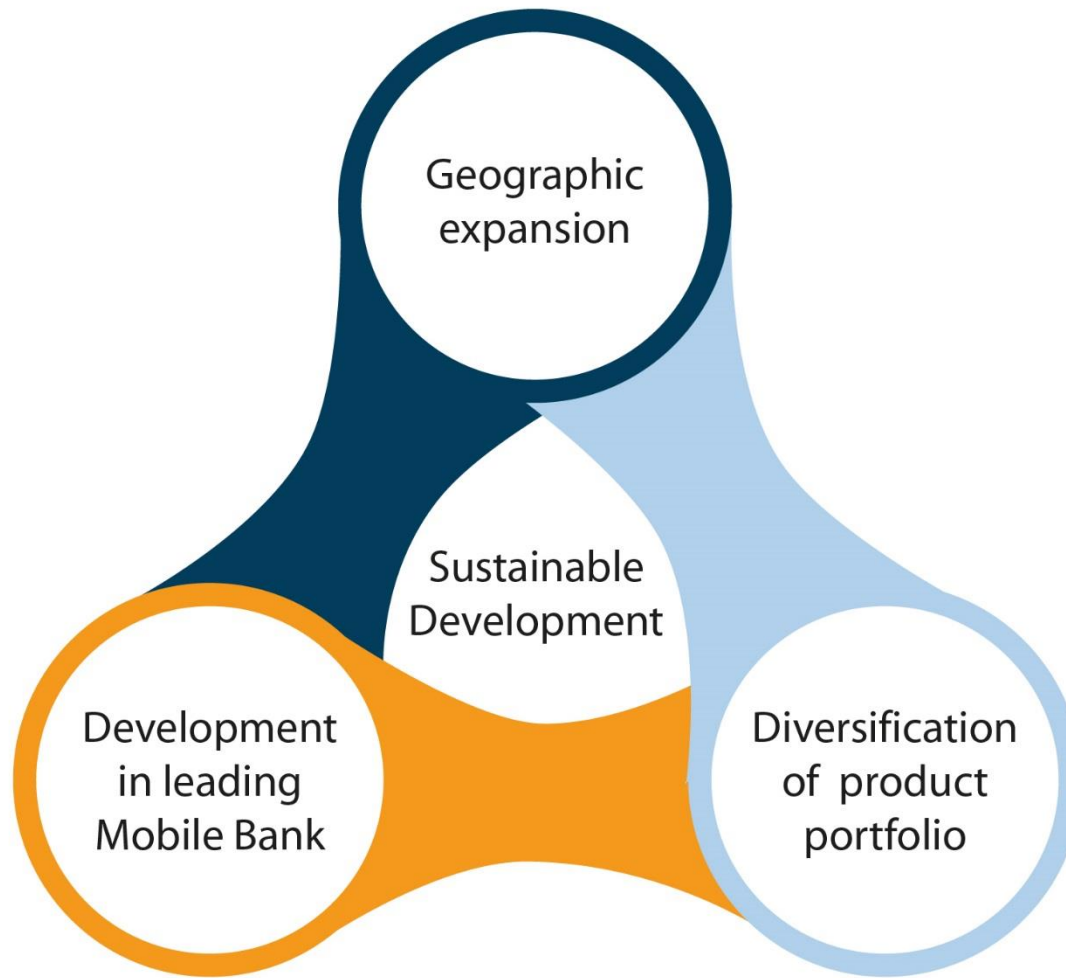 Geographic
expansion
Sustainable
Development
Development
in leading
Mobile Bank
Diversification
of product
portfolio